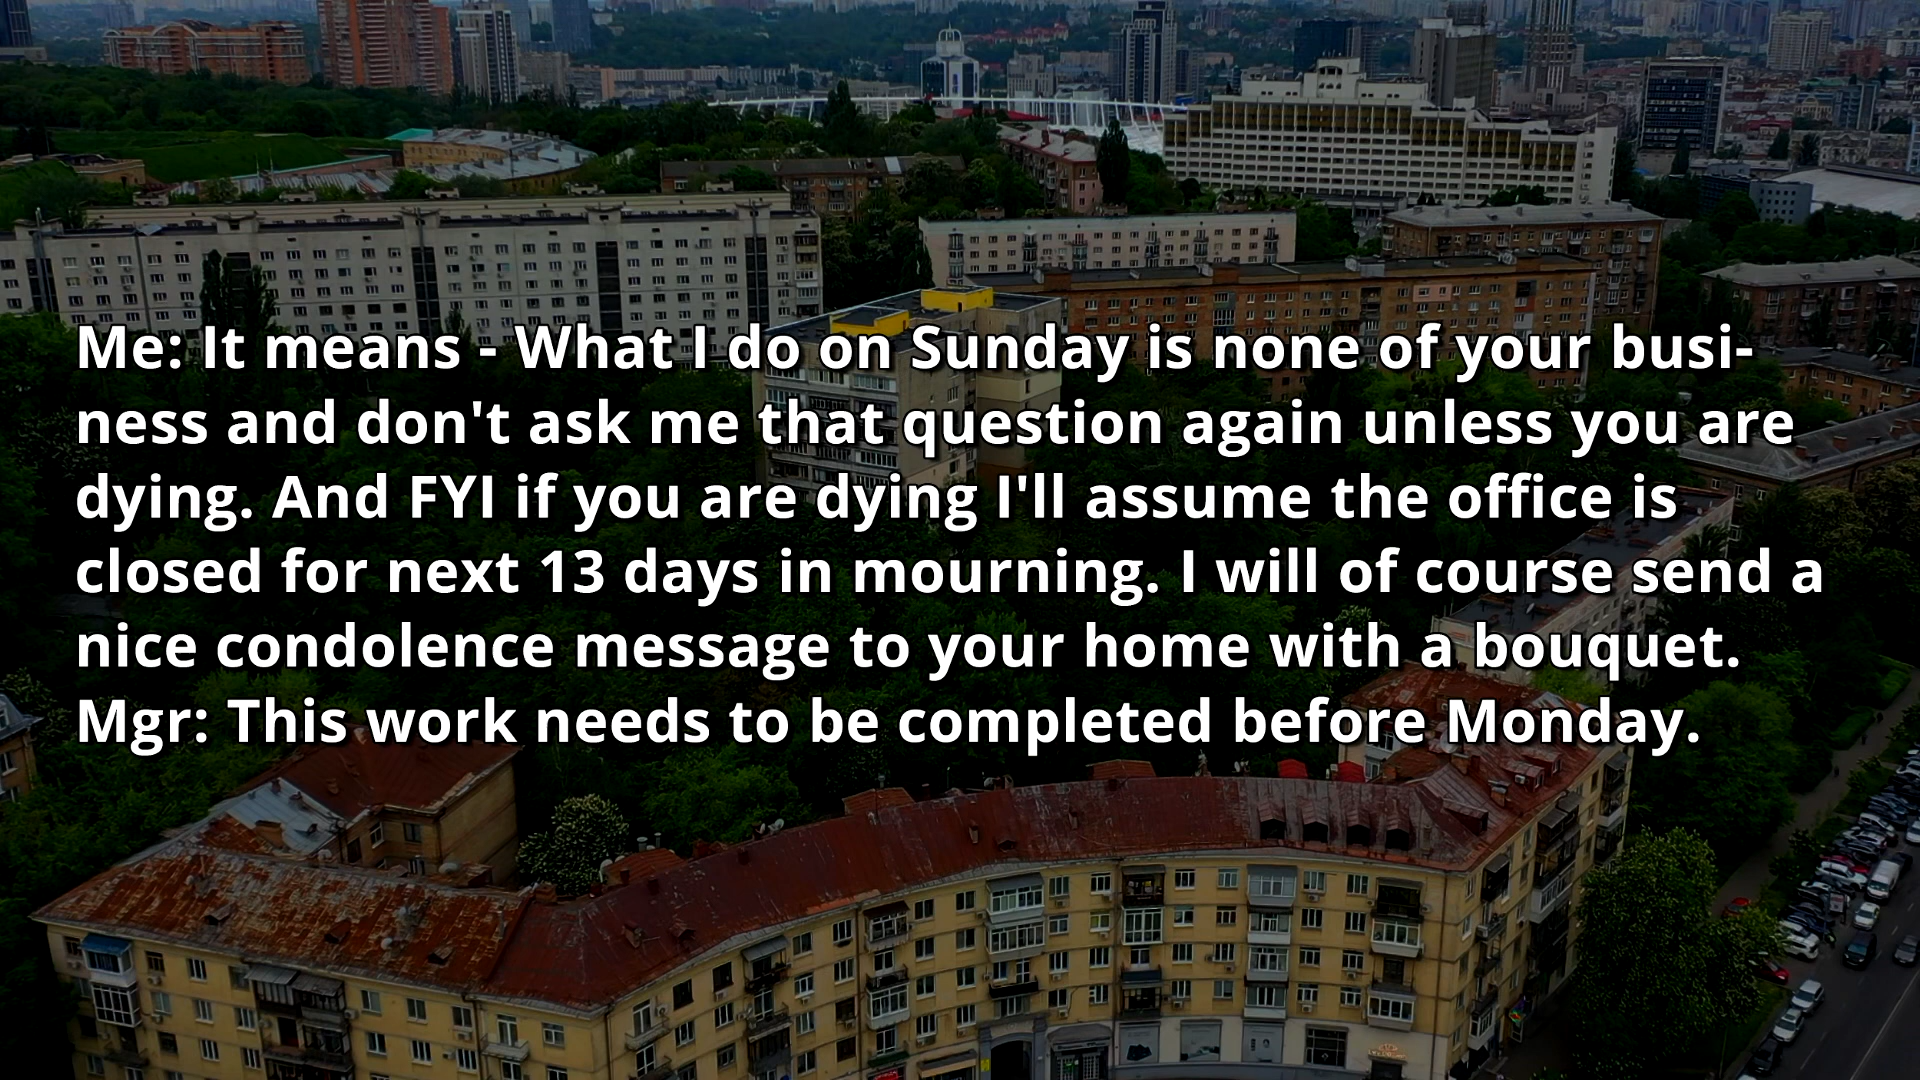 Me: It means - What I do on Sunday is none of your busi-
ness and don't ask me that question again unless you are
dying. And FYI if you are dying I'll assume the office is
closed for next 13 days in mourning. I will of course send a
nice condolence message to your home with a bouquet.
Mgr: This work needs to be completed before Monday.